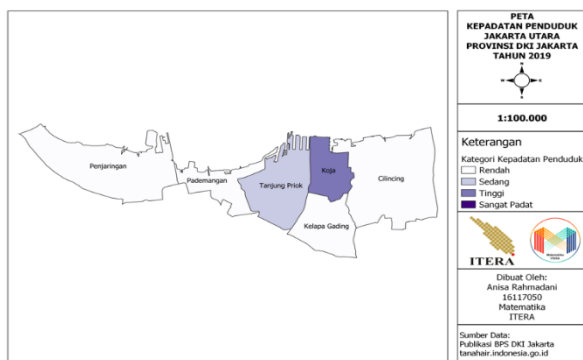 PETA
KEPADATAN PENDUDUK
JAKARTA UTARA
PROVINSI DKI JAKARTA
TAHUN 2019
1:100.000
Keterangan
Kategori Kepadatan Penduduk
Rendah
Sedang
Tinggi
Sangat Padat
ITERA
Dibuat Oleh:
Anisa Rahmadani
16117050
Matematika
ITERA
Sumber Data:
Publikasi BPS DKI Jakarta
tanahair.indonesia.go.id
Penjaringan
Pademangan
Tanjung Priok
Koja
Cilincing
Kelapa Gading